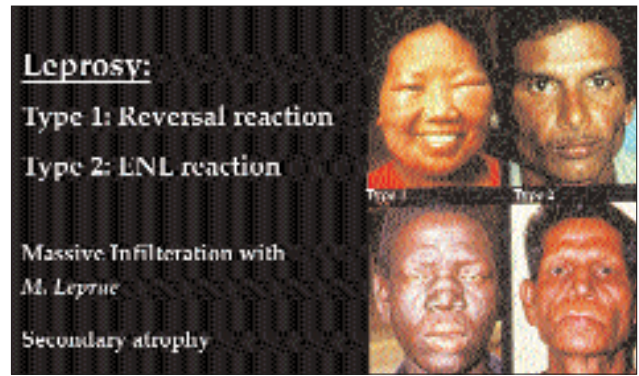 Leprosy:
Type 1: Reversal reaction
Type 2: ENL reaction
Type 1
Type 2
Massive Infilteration with
M. Leprae
Secondary atrophy